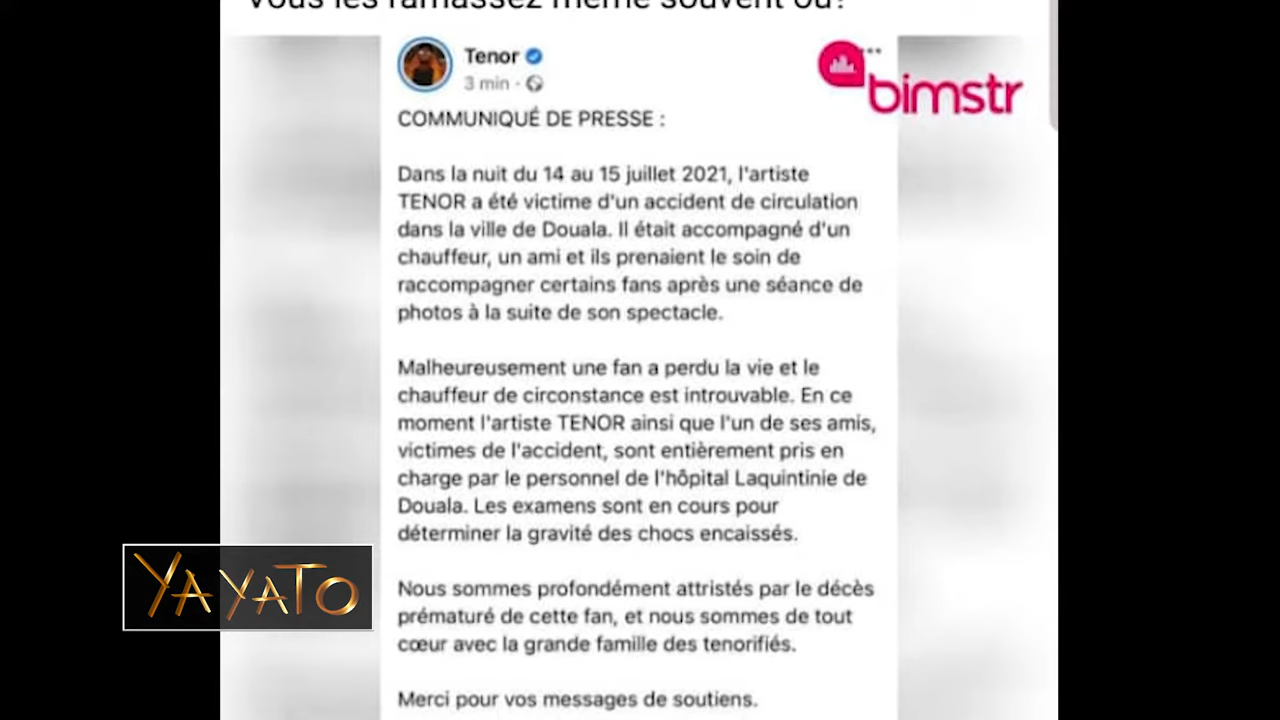 Vous les ramassez même souvent où?
Tenor
3 min
bimstr
COMMUNIQUÉ DE PRESSE :
Dans la nuit du 14 au 15 juillet 2021, l'artiste
TENOR a été victime d'un accident de circulation
dans la ville de Douala. Il était accompagné d'un
chauffeur, un ami et ils prenaient le soin de
raccompagner certains fans après une séance de
photos à la suite de son spectacle.
Malheureusement une fan a perdu la vie et le
chauffeur de circonstance est introuvable. En ce
moment l'artiste TENOR ainsi que l'un de ses amis,
victimes de l'accident, sont entièrement pris en
charge par le personnel de l'hôpital Laquintinie de
Douala. Les examens sont en cours pour
déterminer la gravité des chocs encaissés.
YAYATO
Nous sommes profondément attristés par le décès
prématuré de cette fan, et nous sommes de tout
cœur avec la grande famille des tenorifiés.
Merci pour vos messages de soutiens.